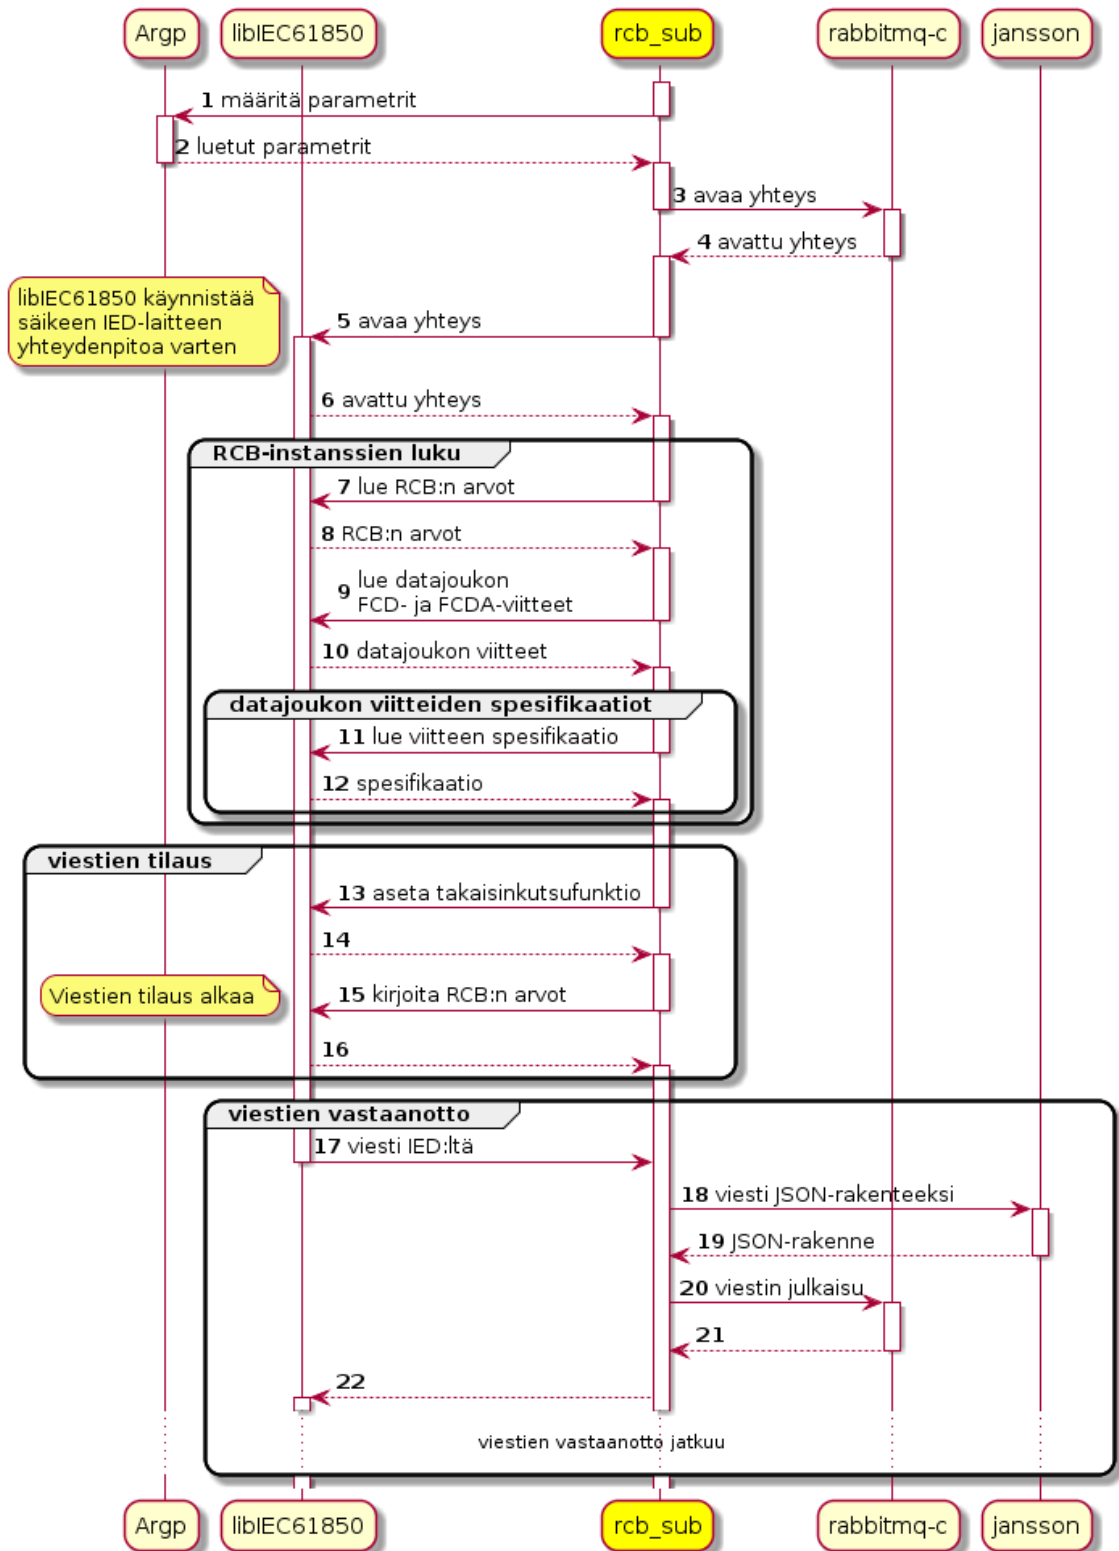 Argp
libIEC61850
rcb_sub
rabbitmq-c
jansson
1 määritä parametrit
2 luetut parametrit
3 avaa yhteys
4 avattu yhteys
libIEC61850 käynnistää
säikeen IED-laitteen
yhteydenpitoa varten
5 avaa yhteys
6 avattu yhteys
RCB-instanssien luku
7 lue RCB:n arvot
8 RCB:n arvot
9 lue datajoukon
FCD- ja FCDA-viitteet
10 datajoukon viitteet
datajoukon viitteiden spesifikaatiot
11 lue viitteen spesifikaatio
12 spesifikaatio
viestien tilaus
13 aseta takaisinkutsufunktio
14
Viestien tilaus alkaa
15 kirjoita RCB:n arvot
16
viestien vastaanotto
17 viesti IED:ltä
18 viesti JSON-rakenteeksi
19 JSON-rakenne
20 viestin julkaisu
21
22
viestien vastaanotto jatkuu
Argp
libIEC61850
rcb_sub
rabbitmq-c
jansson